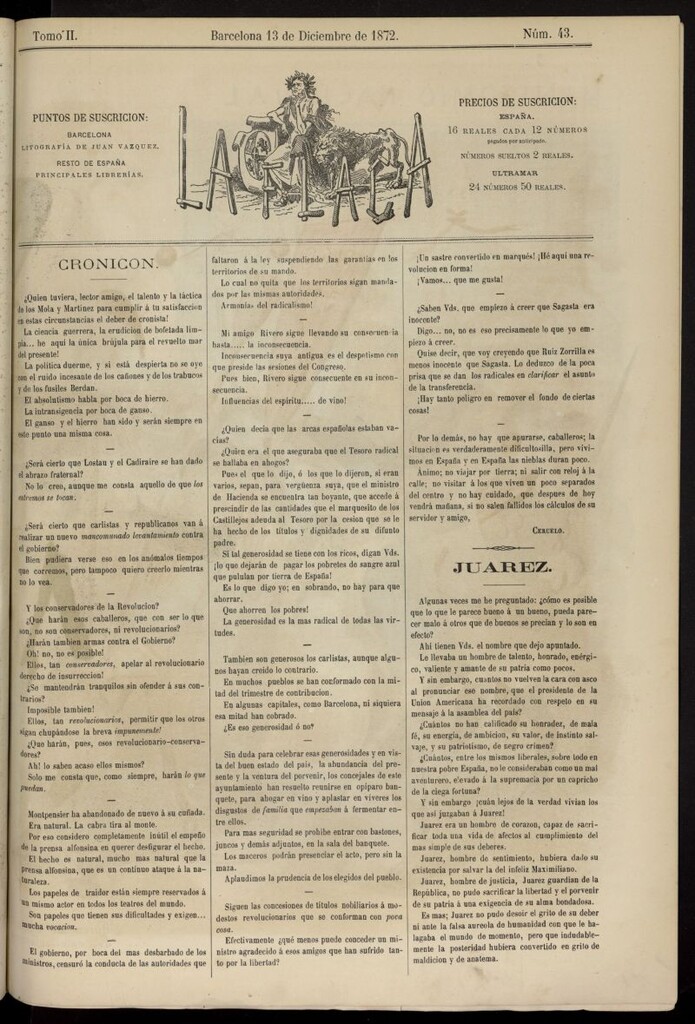 Tomo II.
Barcelona 13 de Diciembre de 1872.
Núm. 43.
PUNTOS DE SUSCRICION:
BARCELONA
LITOGRAFÍA DE JUAN VAZQUEZ.
RESTO DE ESPAÑA
PRINCIPALES LIBRERÍAS.
LA FLACA
PRECIOS DE SUSCRICION:
ESPAÑA.
16 REALES CADA 12 NÚMEROS
pagados por anticipado.
NÚMEROS SUELTOS 2 REALES.
ULTRAMAR
24 NÚMEROS 50 REALES.
CRONICON.
¿Quien tuviera, lector amigo, el talento y la táctica
de los Mola y Martinez para cumplir á tu satisfaccion
en estas circunstancias el deber de cronista!
La ciencia guerrera, la erudicion de bofetada lim-
pia... he aqui la única brújula para el revuelto mar
del presente!
La política duerme, y si está despierta no se oye
con el ruido incesante de los cañones y de los trabucos
y de los fusiles Berdan.
El absolutismo habla por boca de hierro.
La intransigencia por boca de ganso.
El ganso y el hierro han sido y serán siempre en
este punto una misma cosa.
—
¿Será cierto que Lostau y el Cadiraire se han dado
el abrazo fraternal?
No lo creo, aunque me consta aquello de que los
estremos se tocan.
—
¿Será cierto que carlistas y republicanos van á
realizar un nuevo mancomunado levantamiento contra
el gobierno?
Bien pudiera verse eso en los anómalos tiempos
que corremos, pero tampoco quiero creerlo mientras
no lo vea.
—
Y los conservadores de la Revolucion?
¿Que harán esos caballeros, que con ser lo que
son, no son conservadores, ni revolucionarios?
¿Harán tambien armas contra el Gobierno?
Oh! no, no es posible!
Ellos, tan conservadores, apelar al revolucionario
derecho de insurreccion!
¿Se mantendrán tranquilos sin ofender á sus con-
trarios?
Imposible tambien!
Ellos, tan revolucionarios, permitir que los otros
sigan chupándose la breva impunemente!
¿Que harán, pues, esos revolucionario-conserva-
dores?
Ah! lo saben acaso ellos mismos?
Solo me consta que, como siempre, harán lo que
puedan.
—
Montpensier ha abandonado de nuevo á su cuñada.
Era natural. La cabra tira al monte.
Por eso considero completamente inútil el empeño
de la prensa alfonsina en querer desfigurar el hecho.
El hecho es natural, mucho mas natural que la
prensa alfonsina, que es un contínuo ataque á la na-
turaleza.
Los papeles de traidor están siempre reservados á
un mismo actor en todos los teatros del mundo.
Son papeles que tienen sus dificultades y exigen...
mucha vocacion.
—
El gobierno, por boca del mas desbarbado de los
ministros, censuró la conducta de las autoridades que
faltaron á la ley suspendiendo las garantías en los
territorios de su mando.
Lo cual no quita que los territorios sigan manda-
dos por las mismas autoridades.
Armonías del radicalismo!
—
Mi amigo Rivero sigue llevando su consecuencia
hasta..... la inconsecuencia.
Inconsecuencia suya antigua es el despotismo con
que preside las sesiones del Congreso.
Pues bien, Rivero sigue consecuente en su incon-
secuencia.
Influencias del espíritu..... de vino!
—
¿Quien decia que las arcas españolas estaban va-
cías?
¿Quien era el que aseguraba que el Tesoro radical
se hallaba en ahogos?
Pues el que lo dijo, ó los que lo dijeron, si eran
varios, sepan, para vergüenza suya, que el ministro
de Hacienda se encuentra tan boyante, que accede á
prescindir de las cantidades que el marquesito de los
Castillejos adeuda al Tesoro por la cesion que se le
ha hecho de los títulos y dignidades de su difunto
padre.
Si tal generosidad se tiene con los ricos, digan Vds.
¡lo que dejarán de pagar los pobretes de sangre azul
que pululan por tierra de España!
Es lo que digo yo; en sobrando, no hay para que
ahorrar.
Que ahorren los pobres!
La generosidad es la mas radical de todas las vir-
tudes.
—
Tambien son generosos los carlistas, aunque algu-
nos bayan creido lo contrario.
En muchos pueblos se han conformado con la mi-
tad del trimestre de contribucion.
En algunas capitales, como Barcelona, ni siquiera
esa mitad han cobrado.
¿Es eso generosidad ó no?
—
Sin duda para celebrar esas generosidades y en vis-
ta del buen estado del pais, la abundancia del pre-
sente y la ventura del porvenir, los concejales de este
ayuntamiento han resuelto reunirse en opiparo ban-
quete, para ahogar en vino y aplastar en víveres los
disgustos de familia que empezaban á fermentar en-
tre ellos.
Para mas seguridad se prohibe entrar con bastones,
juncos y demás adjuntos, en la sala del banquete.
Los maceros podrán presenciar el acto, pero sin la
maza.
Aplaudimos la prudencia de los elegidos del pueblo.
—
Siguen las concesiones de títulos nobiliarios á mo-
destos revolucionarios que se conforman con poca
cosa.
Efectivamente ¿qué menos puede conceder un mi-
nistro agradecido á esos amigos que han sufrido tan-
to por la libertad?
¡Un sastre convertido en marqués! ¡Hé aquí una re-
volucion en forma!
¡Vamos... que me gusta!
—
¿Saben Vds. que empiezo á creer que Sagasta era
inocente?
Digo... no, no es eso precisamente lo que yo em-
piezo á creer.
Quise decir, que voy creyendo que Ruiz Zorrilla es
menos inocente que Sagasta. Lo deduzco de la poca
prisa que se dan los radicales en clarificar el asunto
de la transferencia.
¡Hay tanto peligro en remover el fondo de ciertas
cosas!
—
Por lo demás, no hay que apurarse, caballeros; la
situacion es verdaderamente dificultosilla, pero vivi-
mos en España y en España las nieblas duran poco.
Animo; no viajar por tierra; ni salir con reloj á la
calle; no visitar á los que viven un poco separados
del centro y no hay cuidado, que despues de hoy
vendrá mañana, si no salen fallidos los cálculos de su
servidor y amigo,
CERUELO.
JUAREZ.
Algunas veces me he preguntado: ¿cómo es posible
que lo que le parece bueno á un bueno, pueda pare-
cer malo á otros que de buenos se precian y lo son en
efecto?
Ahí tienen Vds. el nombre que dejo apuntado.
Le llevaba un hombre de talento, honrado, enérgi-
co, valiente y amante de su patria como pocos.
Y sin embargo, cuantos no vuelven la cara con asco
al pronunciar ese nombre, que el presidente de la
Union Americana ha recordado con respeto en su
mensaje á la asamblea del pais?
¿Cuántos no han calificado su honradez, de mala
fé, su energia, de ambicion, su valor, de instinto sal-
vaje, y su patriotismo, de negro crímen?
¿Cuántos, entre los mismos liberales, sobre todo en
nuestra pobre España, no le consideraban como un mal
aventurero, elevado á la supremacía por un capricho
de la ciega fortuna?
Y sin embargo ¡cuán lejos de la verdad vivian los
que así juzgaban á Juarez!
Juarez era un hombre de corazon, capaz de sacri-
ficar toda una vida de afectos al cumplimiento del
mas simple de sus deberes.
Juarez, hombre de sentimiento, hubiera dado su
existencia por salvar la del infeliz Maximiliano.
Juarez, hombre de justicia, Juarez guardian de la
República, no pudo sacrificar la libertad y el porvenir
de su patria á una exigencia de su alma bondadosa.
Es mas; Juarez no pudo desoir el grito de su deber
ni ante la falsa aureola de humanidad con que le ha-
lagaba el mundo de momento, pero que indudable-
mente la posteridad hubiera convertido en grito de
maldicion y de anatema.